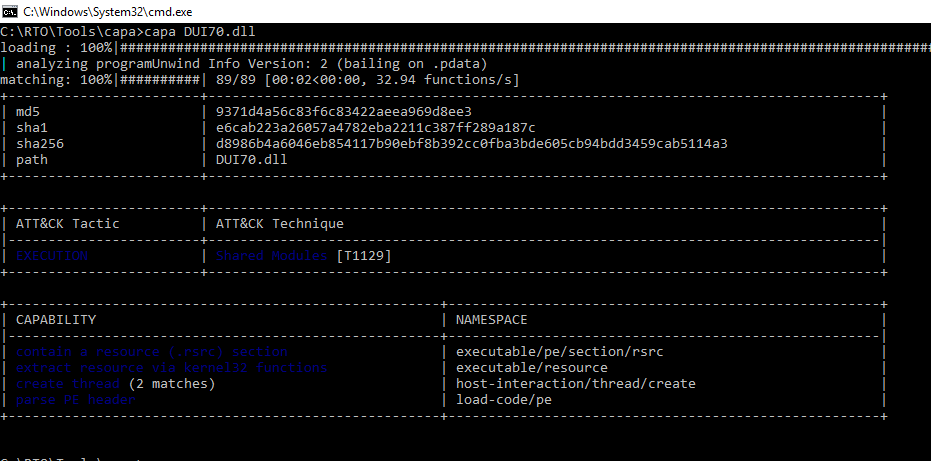 C:\Windows\System32\cmd.exe
C:\RTO\Tools\capa>capa DUI70.dll
loading : 100%|####################################################################################################
| analyzing programUnwind Info Version: 2 (bailing on .pdata)
matching: 100%|##########| 89/89 [00:02<00:00, 32.94 functions/s]
| md5 | 9371d4a56c83f6c83422aeea969d8ee3 |
| sha1 | e6cab223a26057a4782eba2211c387ff289a187c |
| sha256 | d8986b4a6046eb854117b90ebf8b392cc0fba3bde605cb94bdd3459cab5114a3 |
| path | DUI70.dll |
| ATT&CK Tactic | ATT&CK Technique |
| EXECUTION | Shared Modules [T1129] |
| CAPABILITY | NAMESPACE |
| contain a resource (.rsrc) section | executable/pe/section/rsrc |
| extract resource via kernel32 functions | executable/resource |
| create thread (2 matches) | host-interaction/thread/create |
| parse PE header | load-code/pe |